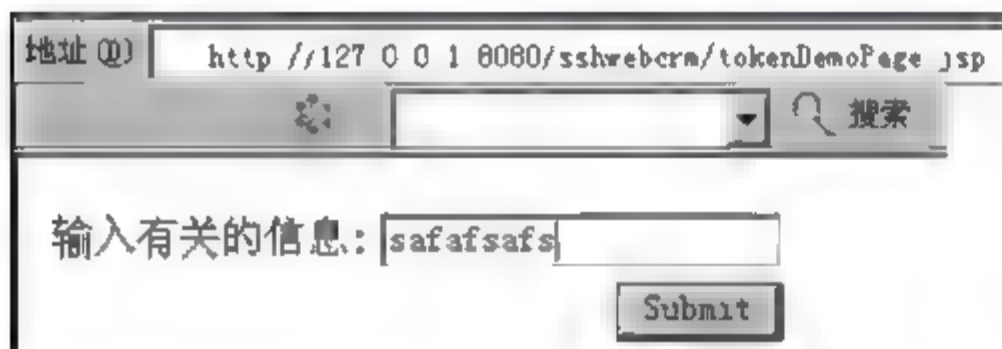 地址(D) http //127 0 0 1 8080/sshwebcrm/tokenDemoPage jsp
搜索
输入有关的信息: safafsafs
Submit